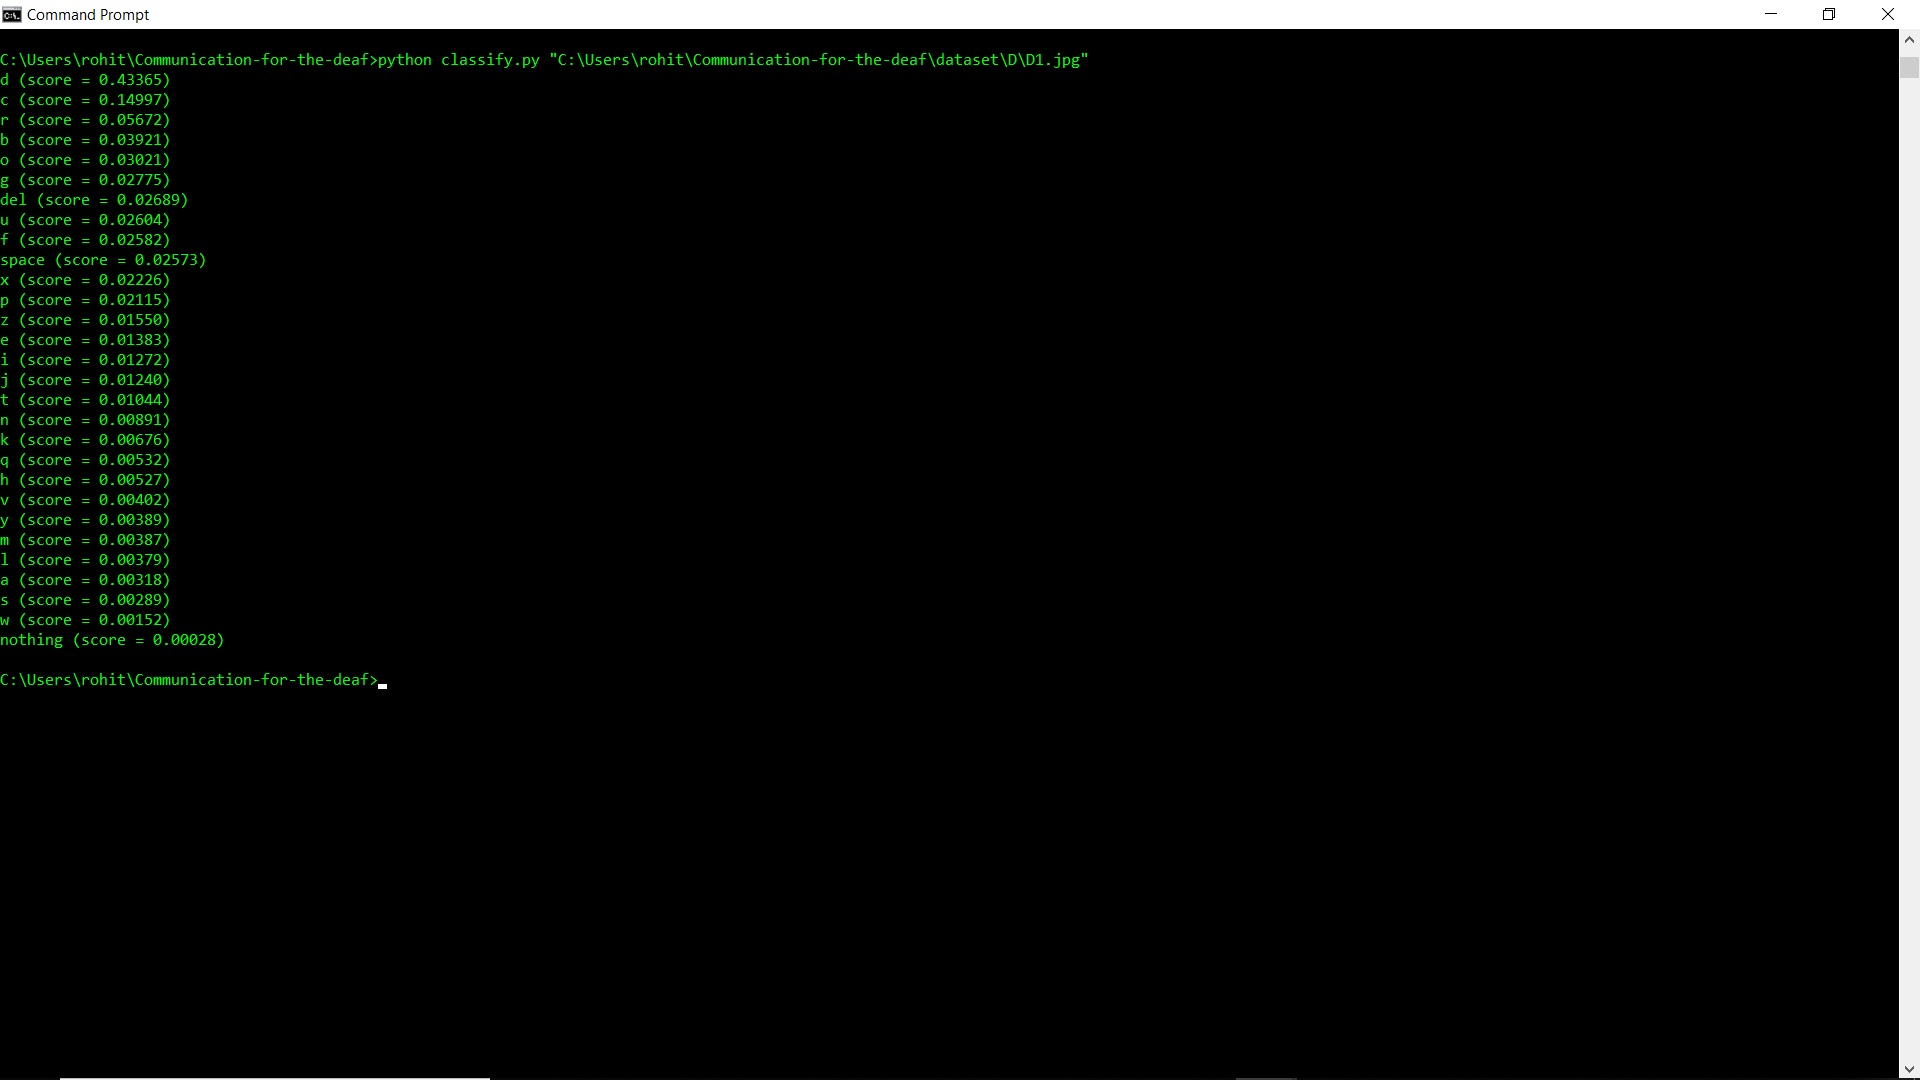 Command Prompt
C:\Users\rohit\Communication-for-the-deaf>python classify.py "C:\Users\rohit\Communication-for-the-deaf\dataset\D\D1.jpg"
d (score = 0.43365)
c (score = 0.14997)
r (score = 0.05672)
b (score = 0.03921)
o (score = 0.03021)
g (score = 0.02775)
del (score = 0.02689)
u (score = 0.02604)
f (score = 0.02582)
space (score = 0.02573)
x (score = 0.02226)
p (score = 0.02115)
z (score = 0.01550)
e (score = 0.01383)
i (score = 0.01272)
j (score = 0.01240)
t (score = 0.01044)
n (score = 0.00891)
k (score = 0.00676)
q (score = 0.00532)
h (score = 0.00527)
v (score = 0.00402)
y (score = 0.00389)
m (score = 0.00387)
l (score = 0.00379)
a (score = 0.00318)
s (score = 0.00289)
w (score = 0.00152)
nothing (score = 0.00028)
C:\Users\rohit\Communication-for-the-deaf>